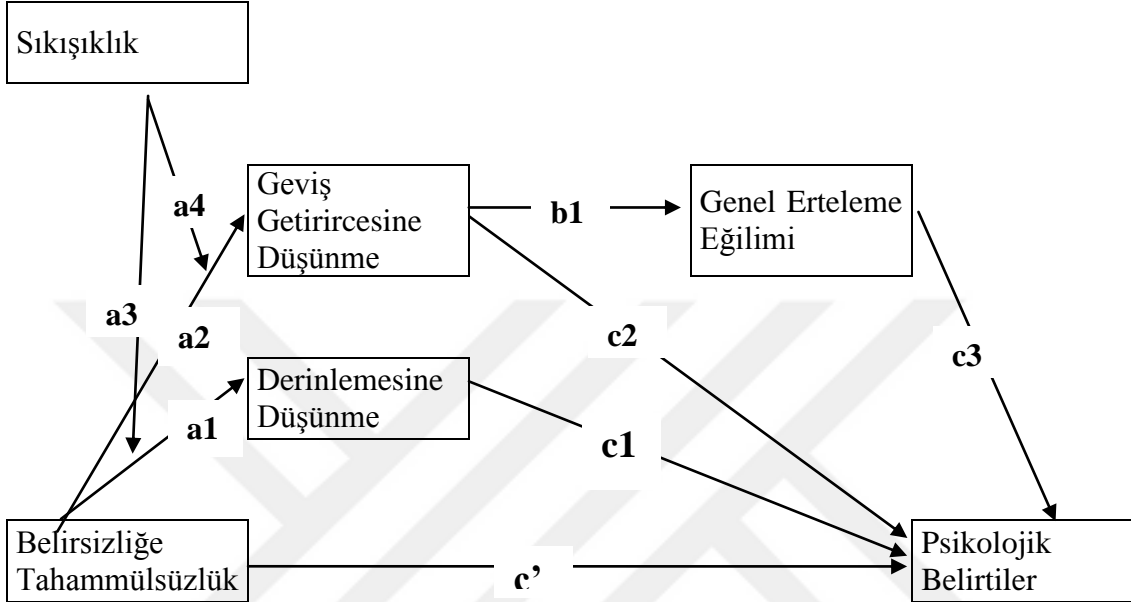 Sıkışıklık
a4
Geviş
Getirircesine
Düşünme
b1
Genel Erteleme
Eğilimi
a3
a2
c2
c3
Derinlemesine
Düşünme
a1
c1
Belirsizliğe
Tahammülsüzlük
c’
Psikolojik
Belirtiler